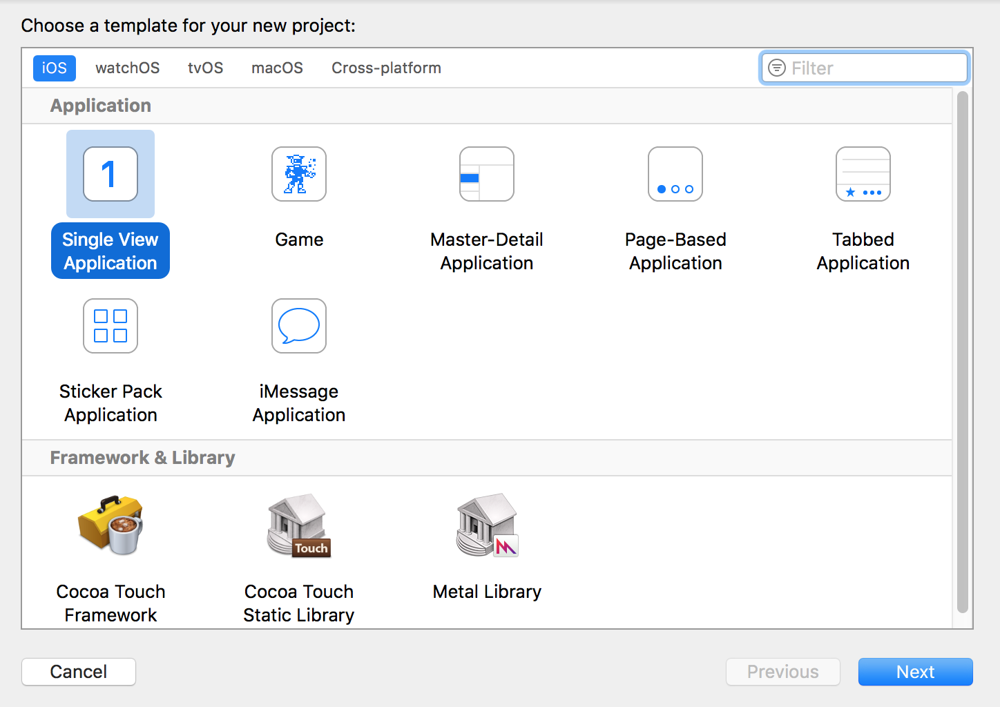 Choose a template for your new project:
iOS watchOS tvOS macOS Cross-platform Filter
Application
1
Single View Application
Game
Master-Detail Application
Page-Based Application
Tabbed Application
Sticker Pack Application
iMessage Application
Framework & Library
Touch
Cocoa Touch Framework
Cocoa Touch Static Library
Metal Library
Cancel Previous Next